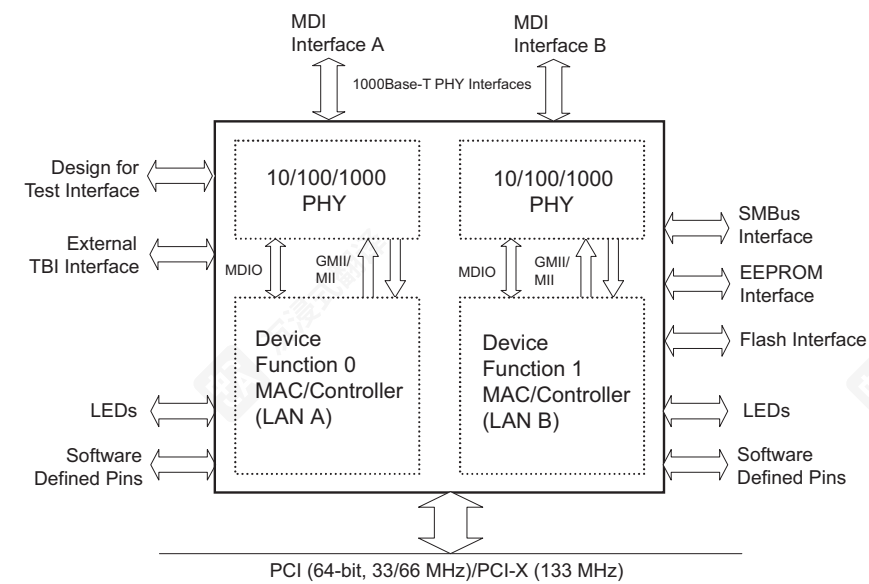 MDI
Interface A
MDI
Interface B
1000Base-T PHY Interfaces
Design for
Test Interface
External
TBI Interface
LEDs
Software
Defined Pins
10/100/1000
PHY
MDIO
GMII/
MII
Device
Function 0
MAC/Controller
(LAN A)
10/100/1000
PHY
MDIO
GMII/
MII
Device
Function 1
MAC/Controller
(LAN B)
SMBus
Interface
EEPROM
Interface
Flash Interface
LEDs
Software
Defined Pins
PCI (64-bit, 33/66 MHz)/PCI-X (133 MHz)